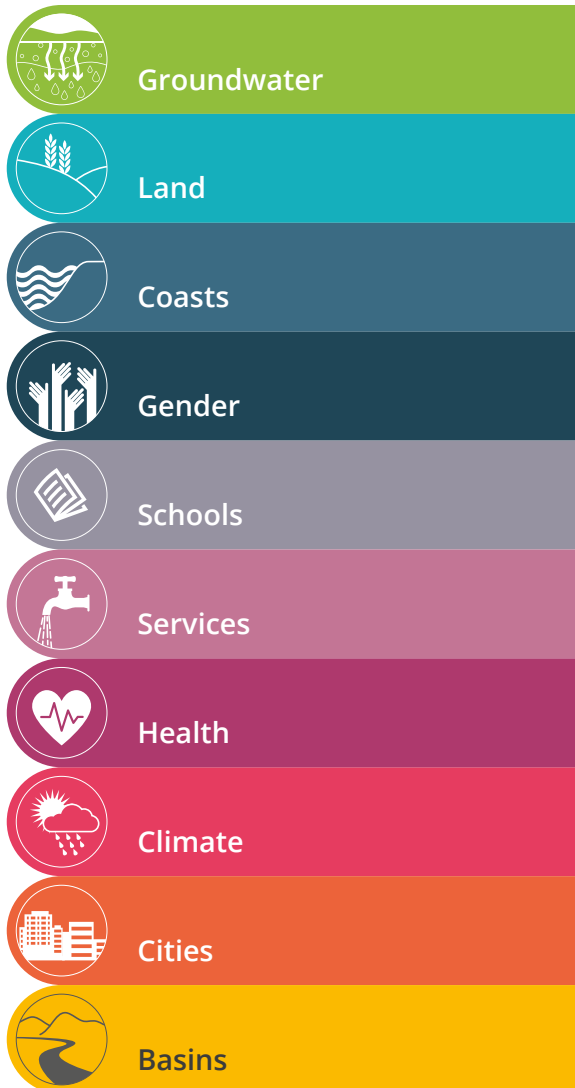 Groundwater
Land
Coasts
Gender
Schools
Services
Health
Climate
Cities
Basins